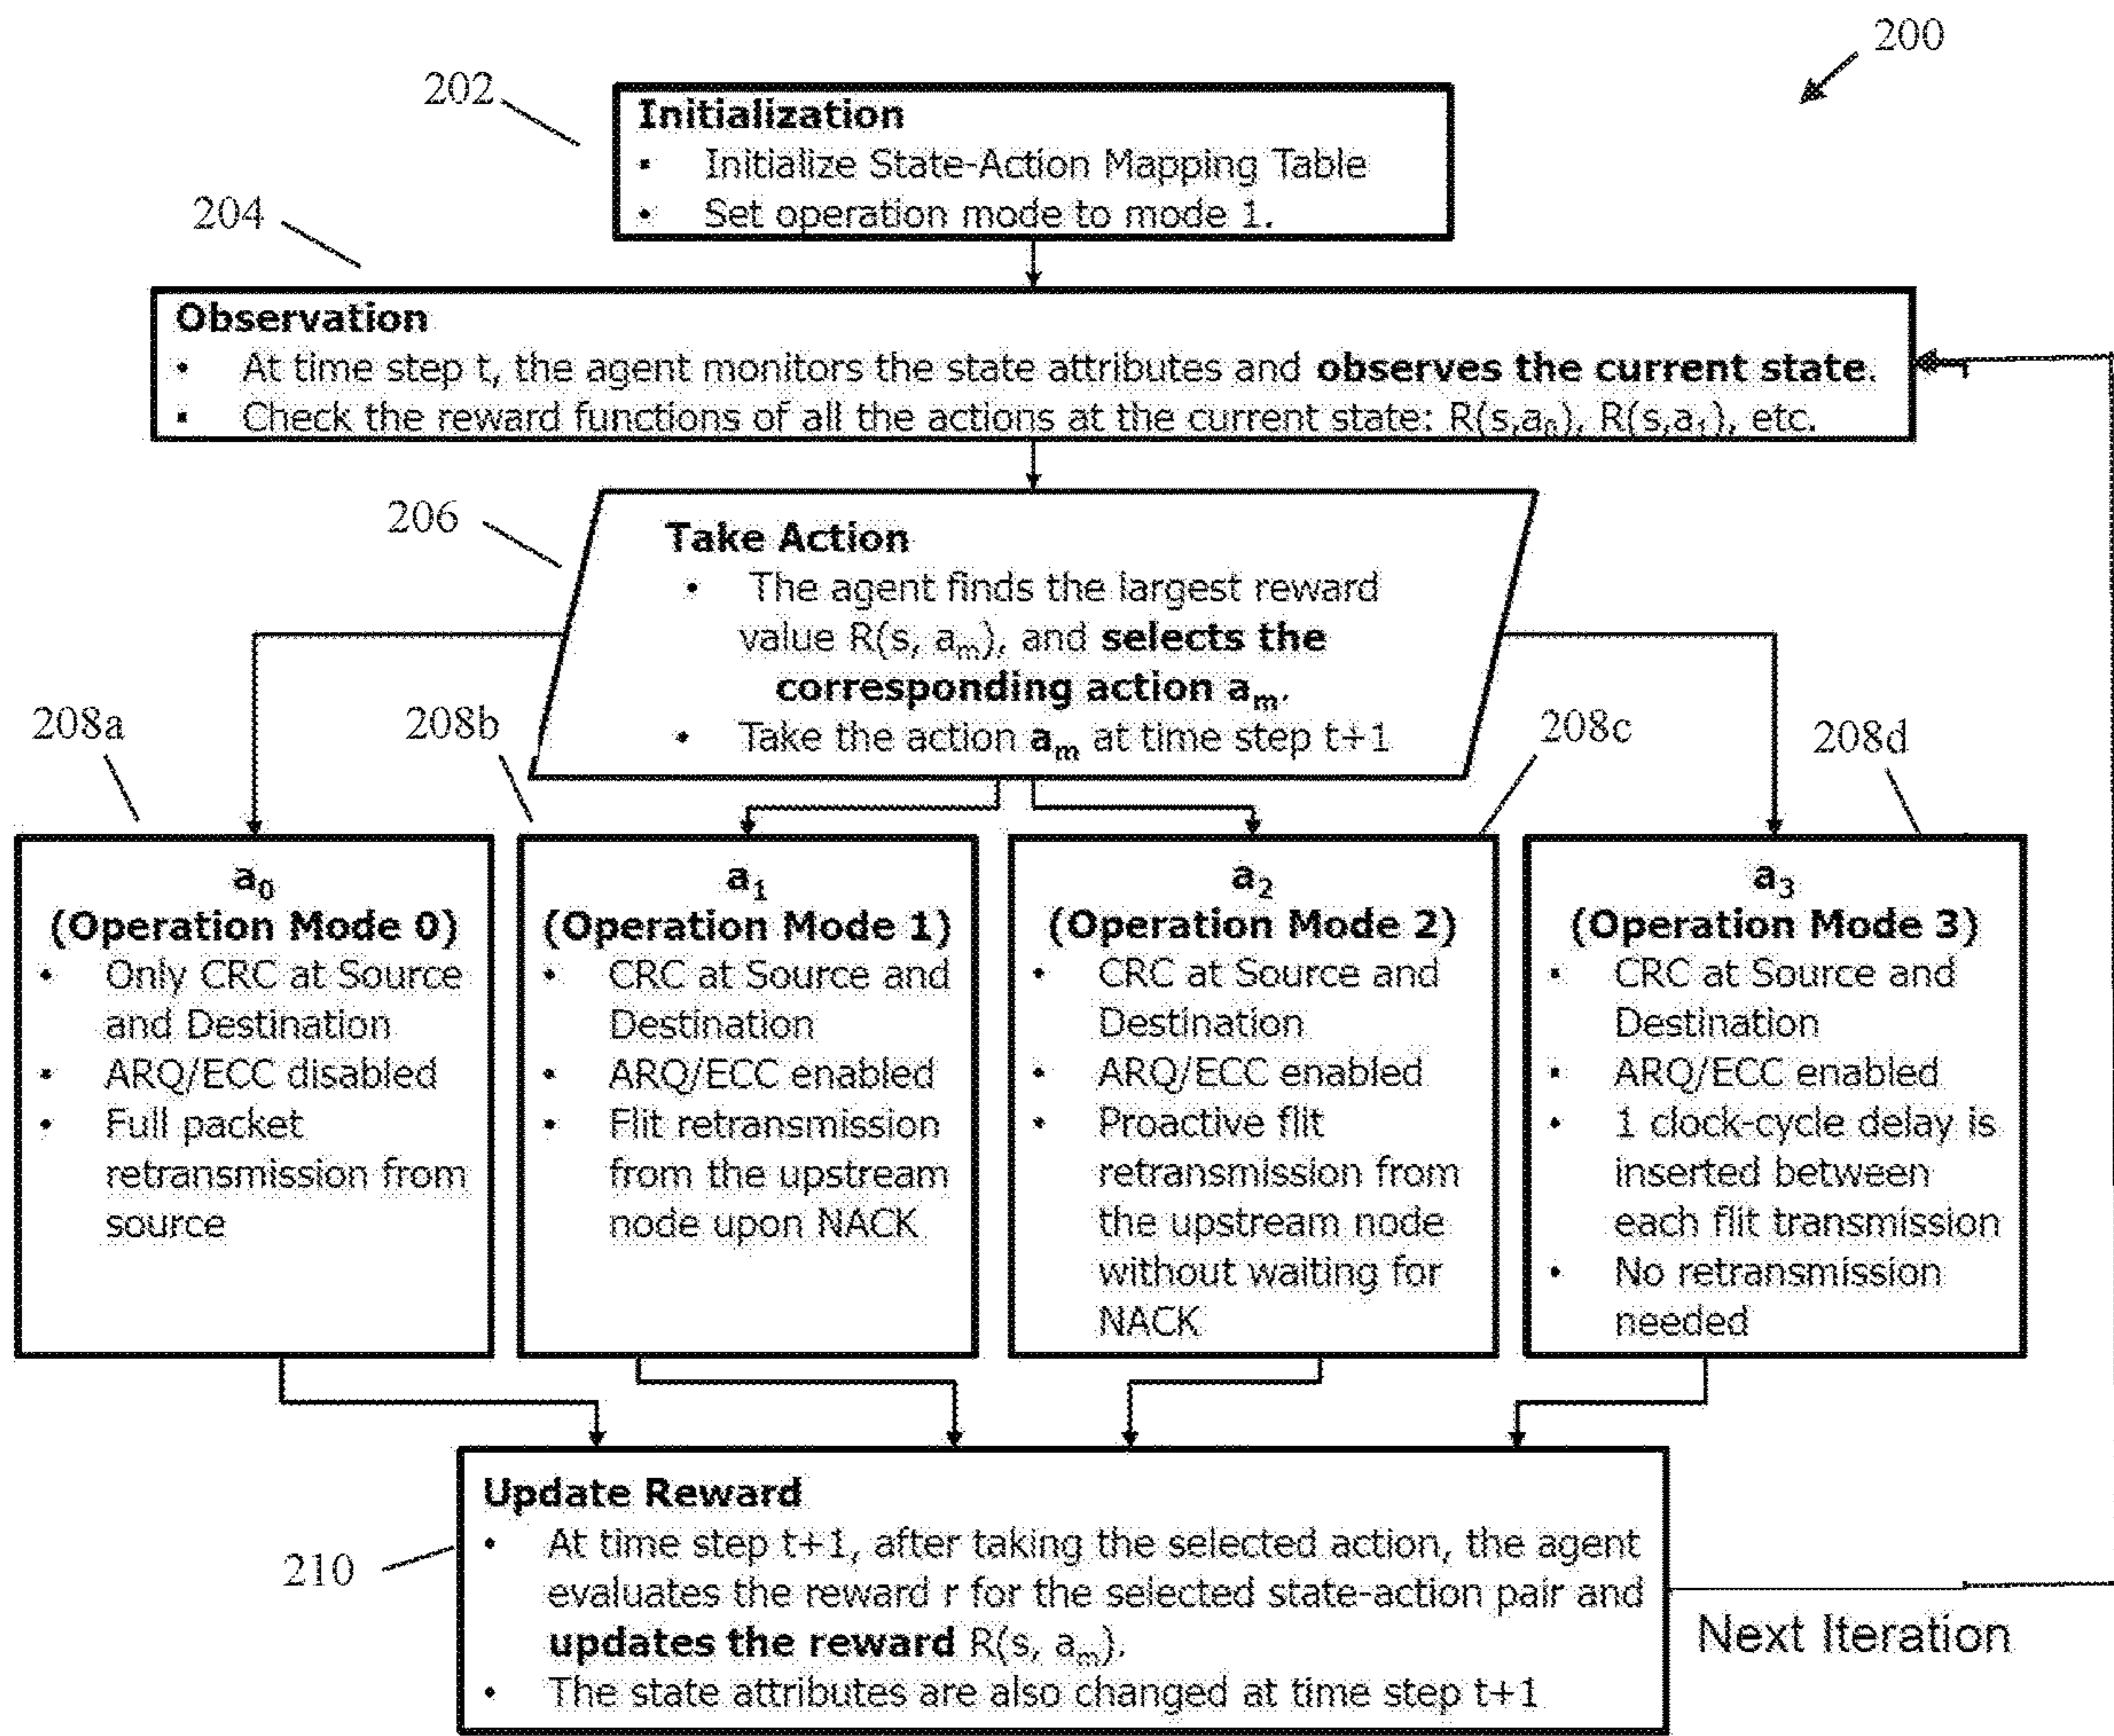 200
202
Initialization
• Initialize State-Action Mapping Table
• Set operation mode to mode 1.
204
Observation
• At time step t, the agent monitors the state attributes and observes the current state.
• Check the reward functions of all the actions at the current state: R(s,a₀), R(s,a₁), etc.
206
Take Action
• The agent finds the largest reward
value R(s, aₘ), and selects the
corresponding action aₘ.
• Take the action aₘ at time step t+1
208a
208b
208c
208d
a₀
(Operation Mode 0)
• Only CRC at Source
and Destination
• ARQ/ECC disabled
• Full packet
retransmission from
source
a₁
(Operation Mode 1)
• CRC at Source and
Destination
• ARQ/ECC enabled
• Flit retransmission
from the upstream
node upon NACK
a₂
(Operation Mode 2)
• CRC at Source and
Destination
• ARQ/ECC enabled
• Proactive flit
retransmission from
the upstream node
without waiting for
NACK
a₃
(Operation Mode 3)
• CRC at Source and
Destination
• ARQ/ECC enabled
• 1 clock-cycle delay is
inserted between
each flit transmission
• No retransmission
needed
210
Update Reward
• At time step t+1, after taking the selected action, the agent
evaluates the reward r for the selected state-action pair and
updates the reward R(s, aₘ).
• The state attributes are also changed at time step t+1
Next Iteration